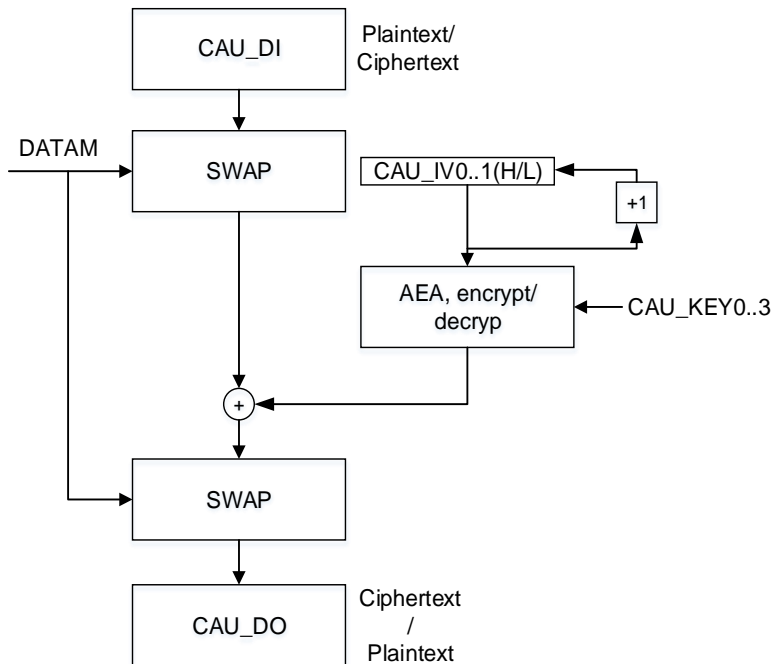 CAU_DI
Plaintext/
Ciphertext
DATAM
SWAP
CAU_IV0..1(H/L)
+1
AEA, encrypt/
decryp
CAU_KEY0..3
+
SWAP
CAU_DO
Ciphertext
/
Plaintext